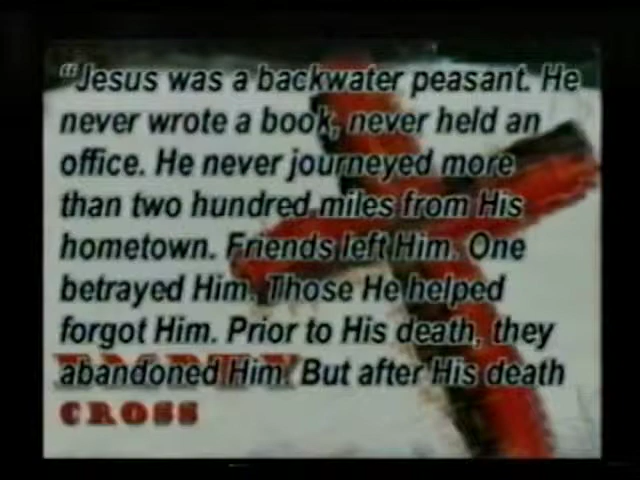 “Jesus was a backwater peasant. He
never wrote a book, never held an
office. He never journeyed more
than two hundred miles from His
hometown. Friends left Him. One
betrayed Him. Those He helped
forgot Him. Prior to His death, they
abandoned Him. But after His death
EMPTY
CROSS